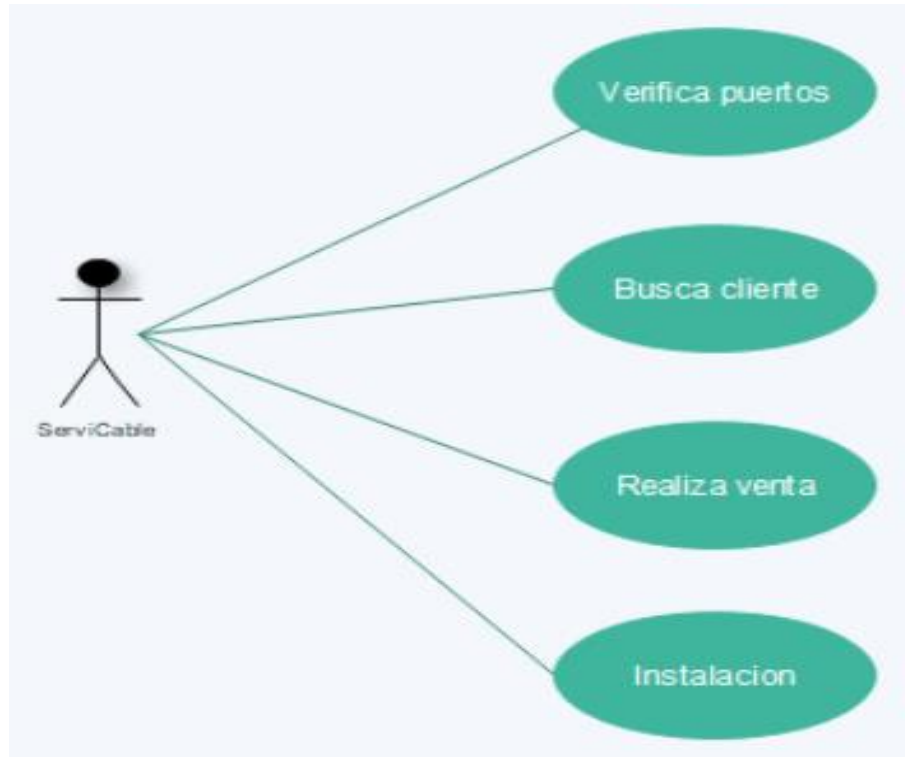 Verifica puertos
Busca cliente
ServiCable
Realiza venta
Instalacion